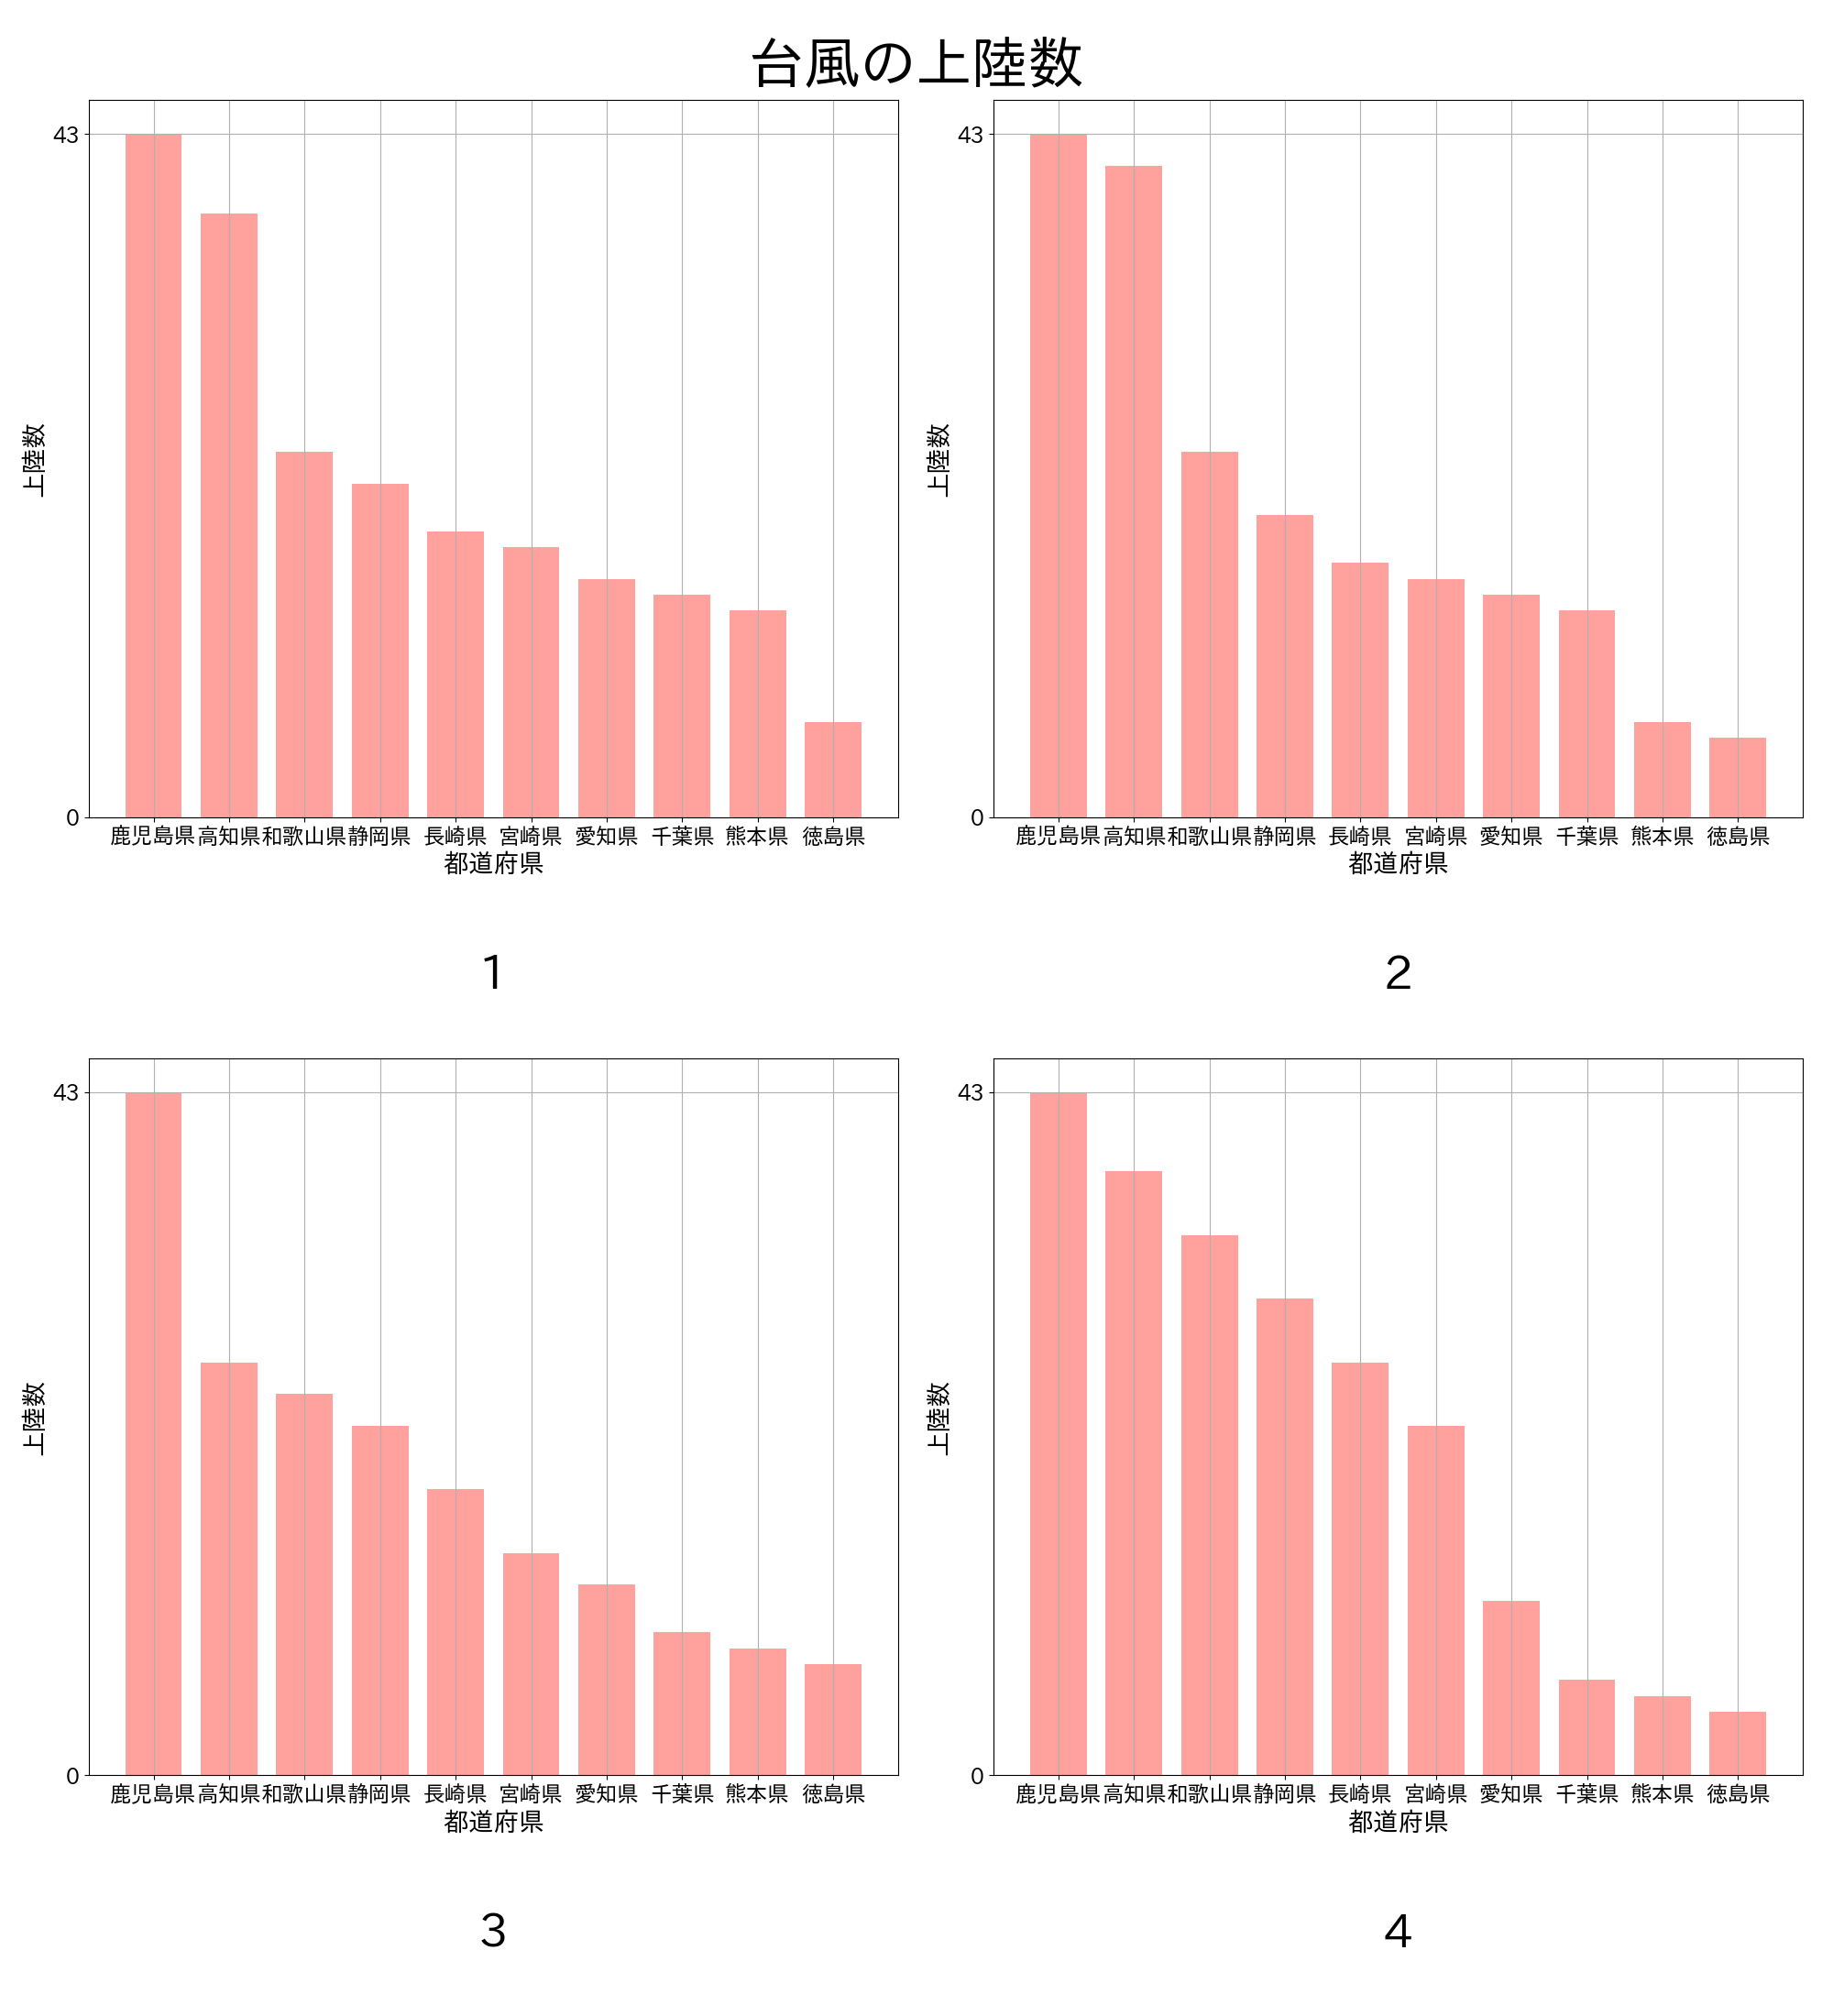 台風の上陸数
43
上陸数
0
鹿児島県 高知県 和歌山県 静岡県 長崎県 宮崎県 愛知県 千葉県 熊本県 徳島県
都道府県
1
43
上陸数
0
鹿児島県 高知県 和歌山県 静岡県 長崎県 宮崎県 愛知県 千葉県 熊本県 徳島県
都道府県
2
43
上陸数
0
鹿児島県 高知県 和歌山県 静岡県 長崎県 宮崎県 愛知県 千葉県 熊本県 徳島県
都道府県
3
43
上陸数
0
鹿児島県 高知県 和歌山県 静岡県 長崎県 宮崎県 愛知県 千葉県 熊本県 徳島県
都道府県
4